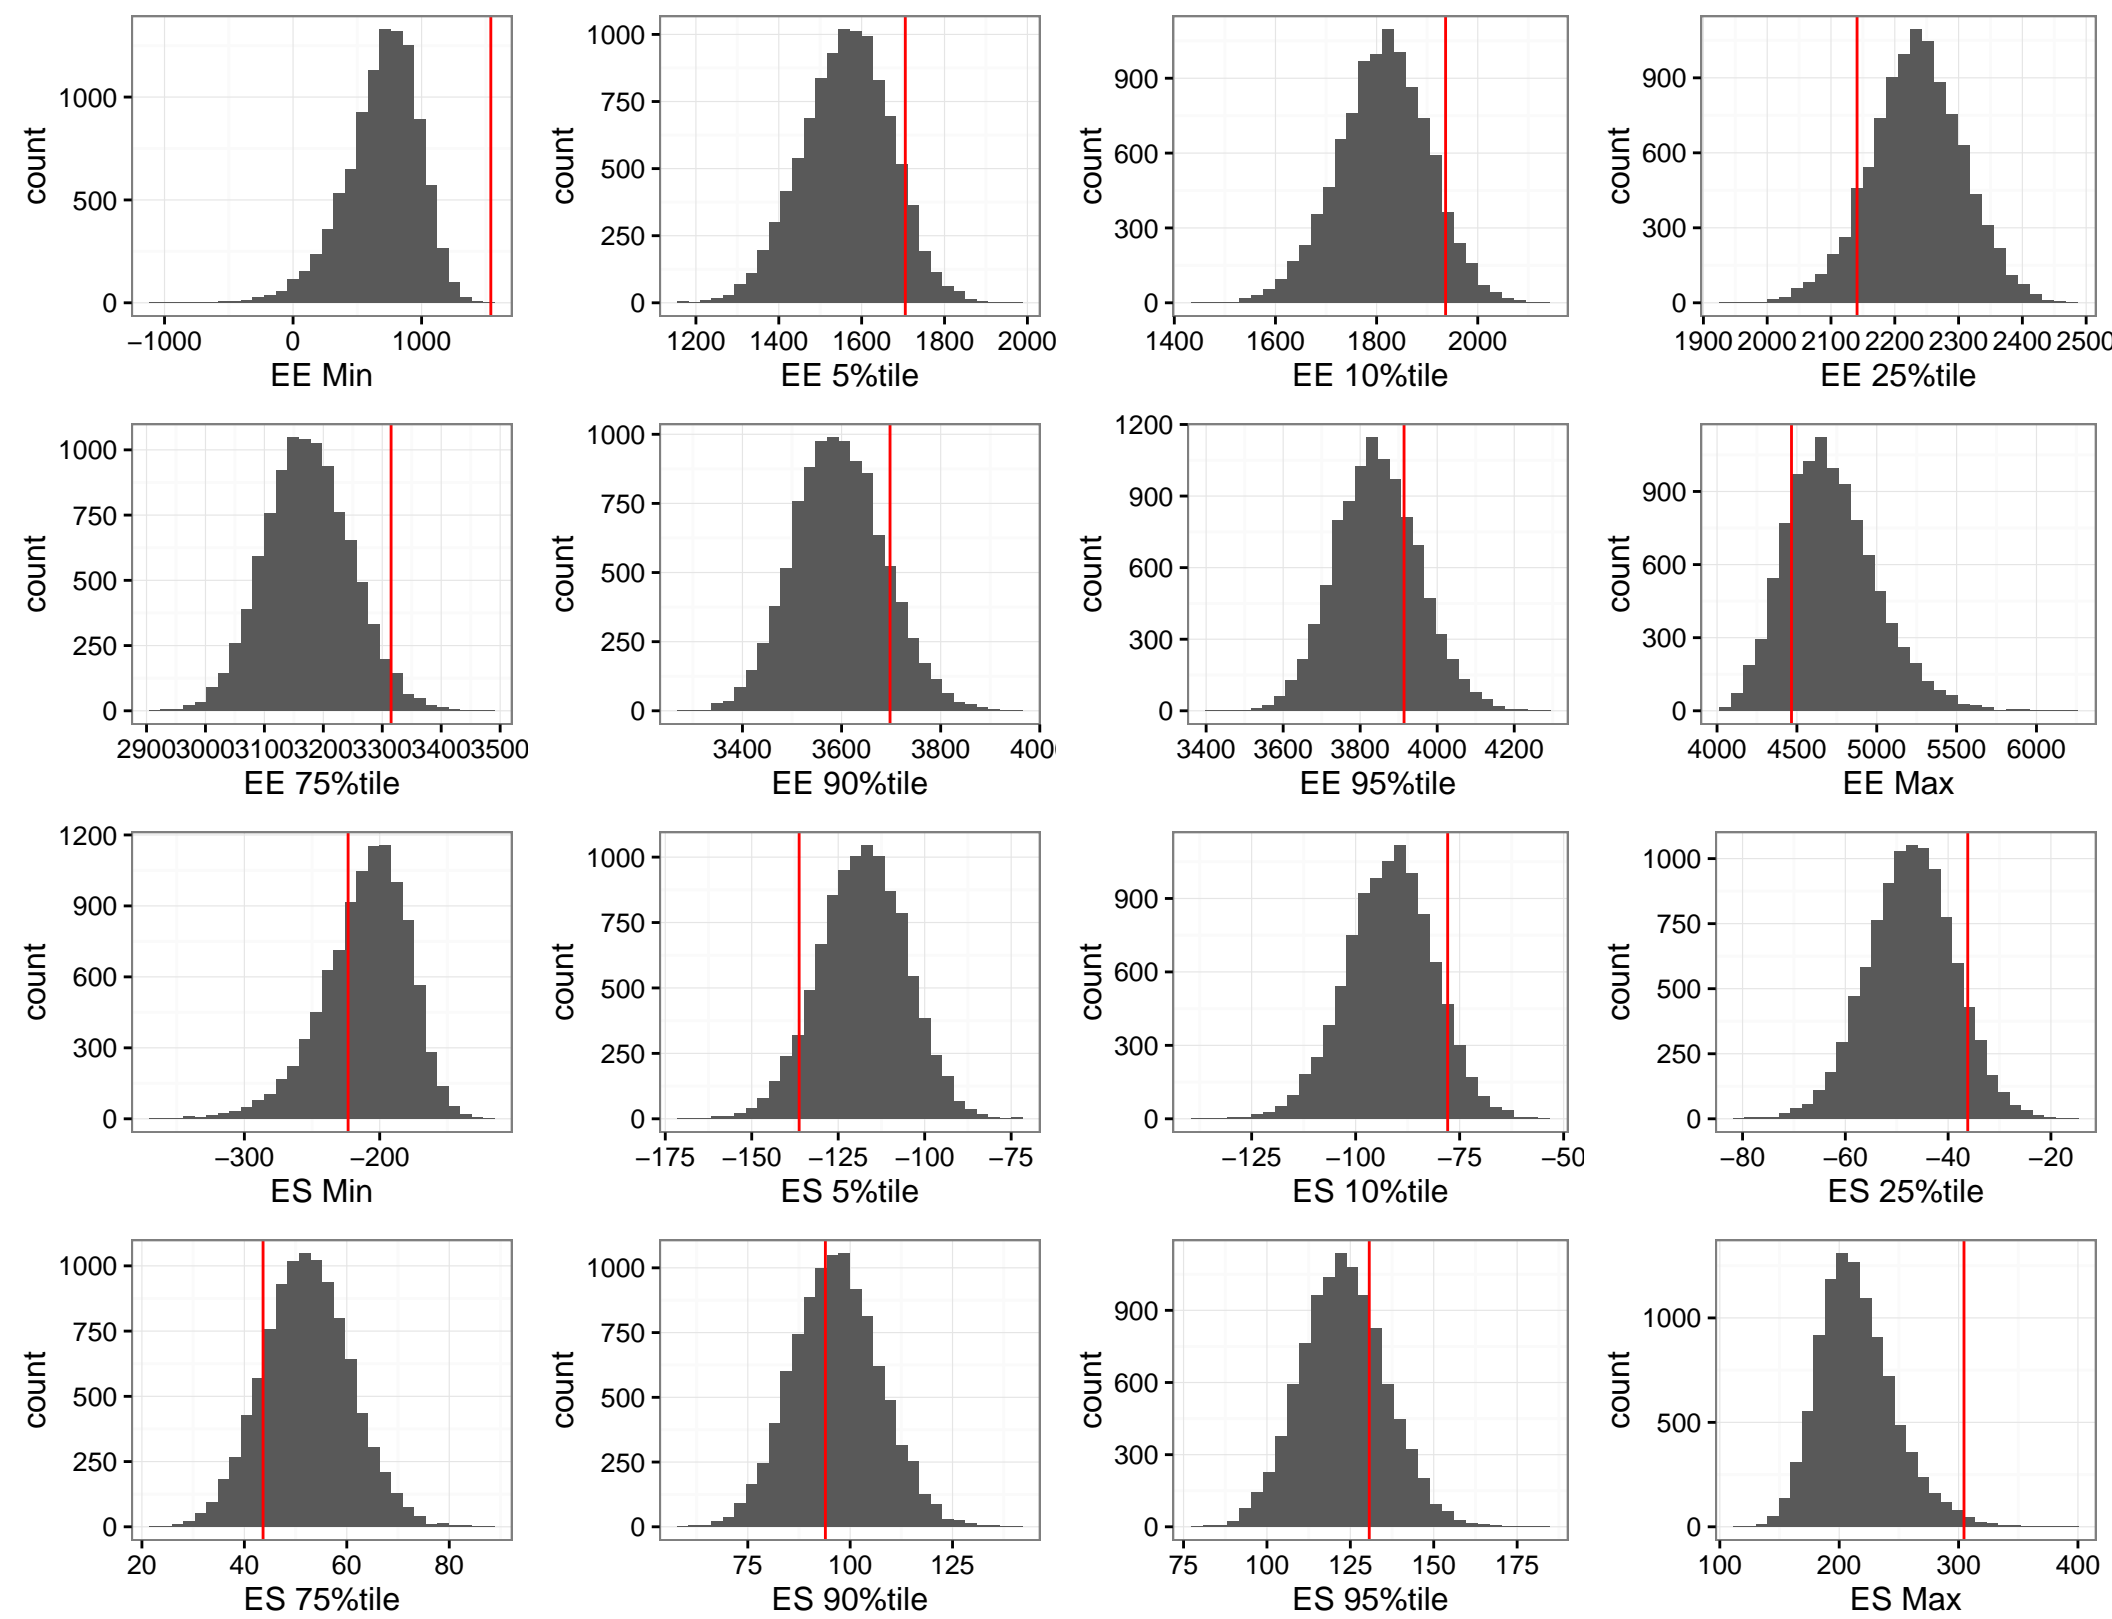 count
1000
500
0
−1000 0 1000
EE Min
count
1000
750
500
250
0
1200 1400 1600 1800 2000
EE 5%tile
count
900
600
300
0
1400 1600 1800 2000
EE 10%tile
count
900
600
300
0
1900 2000 2100 2200 2300 2400 2500
EE 25%tile
count
1000
750
500
250
0
2900 3000 3100 3200 3300 3400 3500
EE 75%tile
count
1000
750
500
250
0
3400 3600 3800 4000
EE 90%tile
count
1200
900
600
300
0
3400 3600 3800 4000 4200
EE 95%tile
count
900
600
300
0
4000 4500 5000 5500 6000
EE Max
count
1200
900
600
300
0
−300 −200
ES Min
count
1000
750
500
250
0
−175 −150 −125 −100 −75
ES 5%tile
count
900
600
300
0
−125 −100 −75 −50
ES 10%tile
count
1000
750
500
250
0
−80 −60 −40 −20
ES 25%tile
count
1000
750
500
250
0
20 40 60 80
ES 75%tile
count
1000
750
500
250
0
75 100 125
ES 90%tile
count
900
600
300
0
75 100 125 150 175
ES 95%tile
count
1000
500
0
100 200 300 400
ES Max